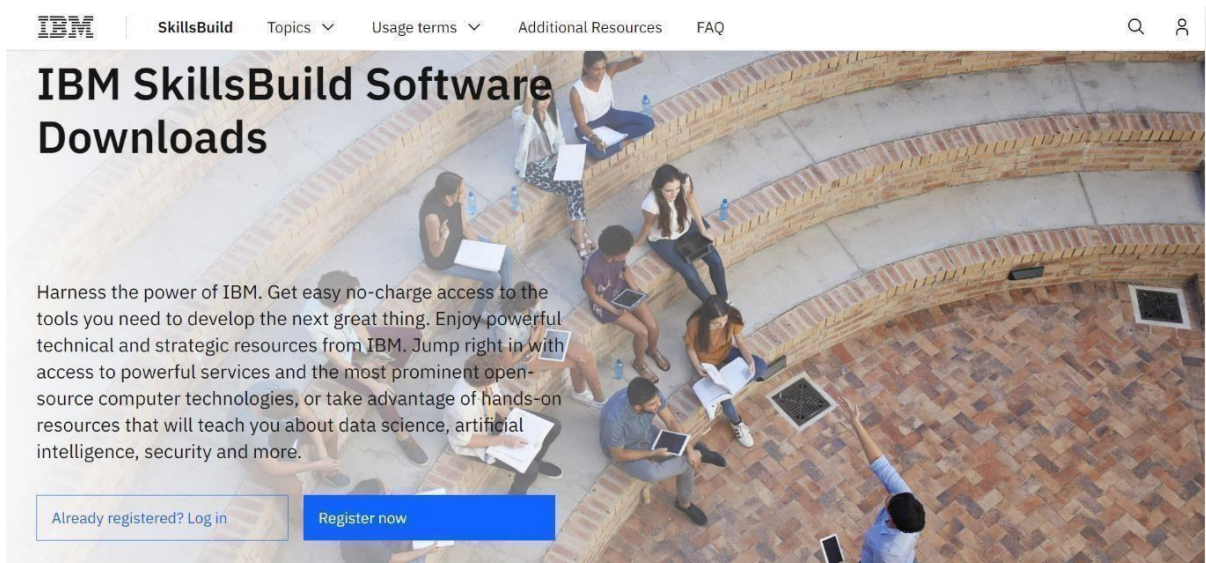 IBM
SkillsBuild
Topics
Usage terms
Additional Resources
FAQ
IBM SkillsBuild Software
Downloads
Harness the power of IBM. Get easy no-charge access to the
tools you need to develop the next great thing. Enjoy powerful
technical and strategic resources from IBM. Jump right in with
access to powerful services and the most prominent open-
source computer technologies, or take advantage of hands-on
resources that will teach you about data science, artificial
intelligence, security and more.
Already registered? Log in
Register now